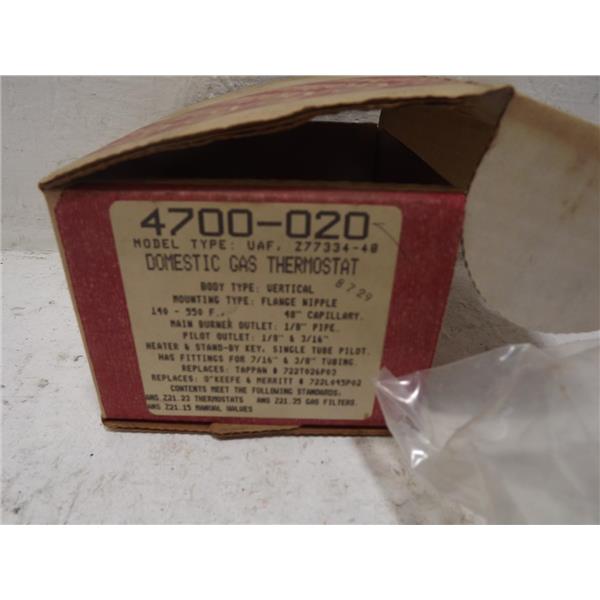 4700-020
MODEL TYPE: UAF, Z77334-48
DOMESTIC GAS THERMOSTAT
8729
BODY TYPE: VERTICAL
MOUNTING TYPE: FLANGE NIPPLE
140 - 550 F., 48" CAPILLARY.
MAIN BURNER OUTLET: 1/8" PIPE.
PILOT OUTLET: 1/8" & 3/16"
HEATER & STAND-BY KEY, SINGLE TUBE PILOT.
HAS FITTINGS FOR 7/16" & 3/8" TUBING.
REPLACES: TAPPAN # 722T026P03
REPLACES: O'KEEFE & MERRITT # 722L095P02
CONTENTS MEET THE FOLLOWING STANDARDS.
ANS Z21.23 THERMOSTATS ANS Z21.35 GAS FILTERS.
ANS Z21.15 MANUAL VALVES